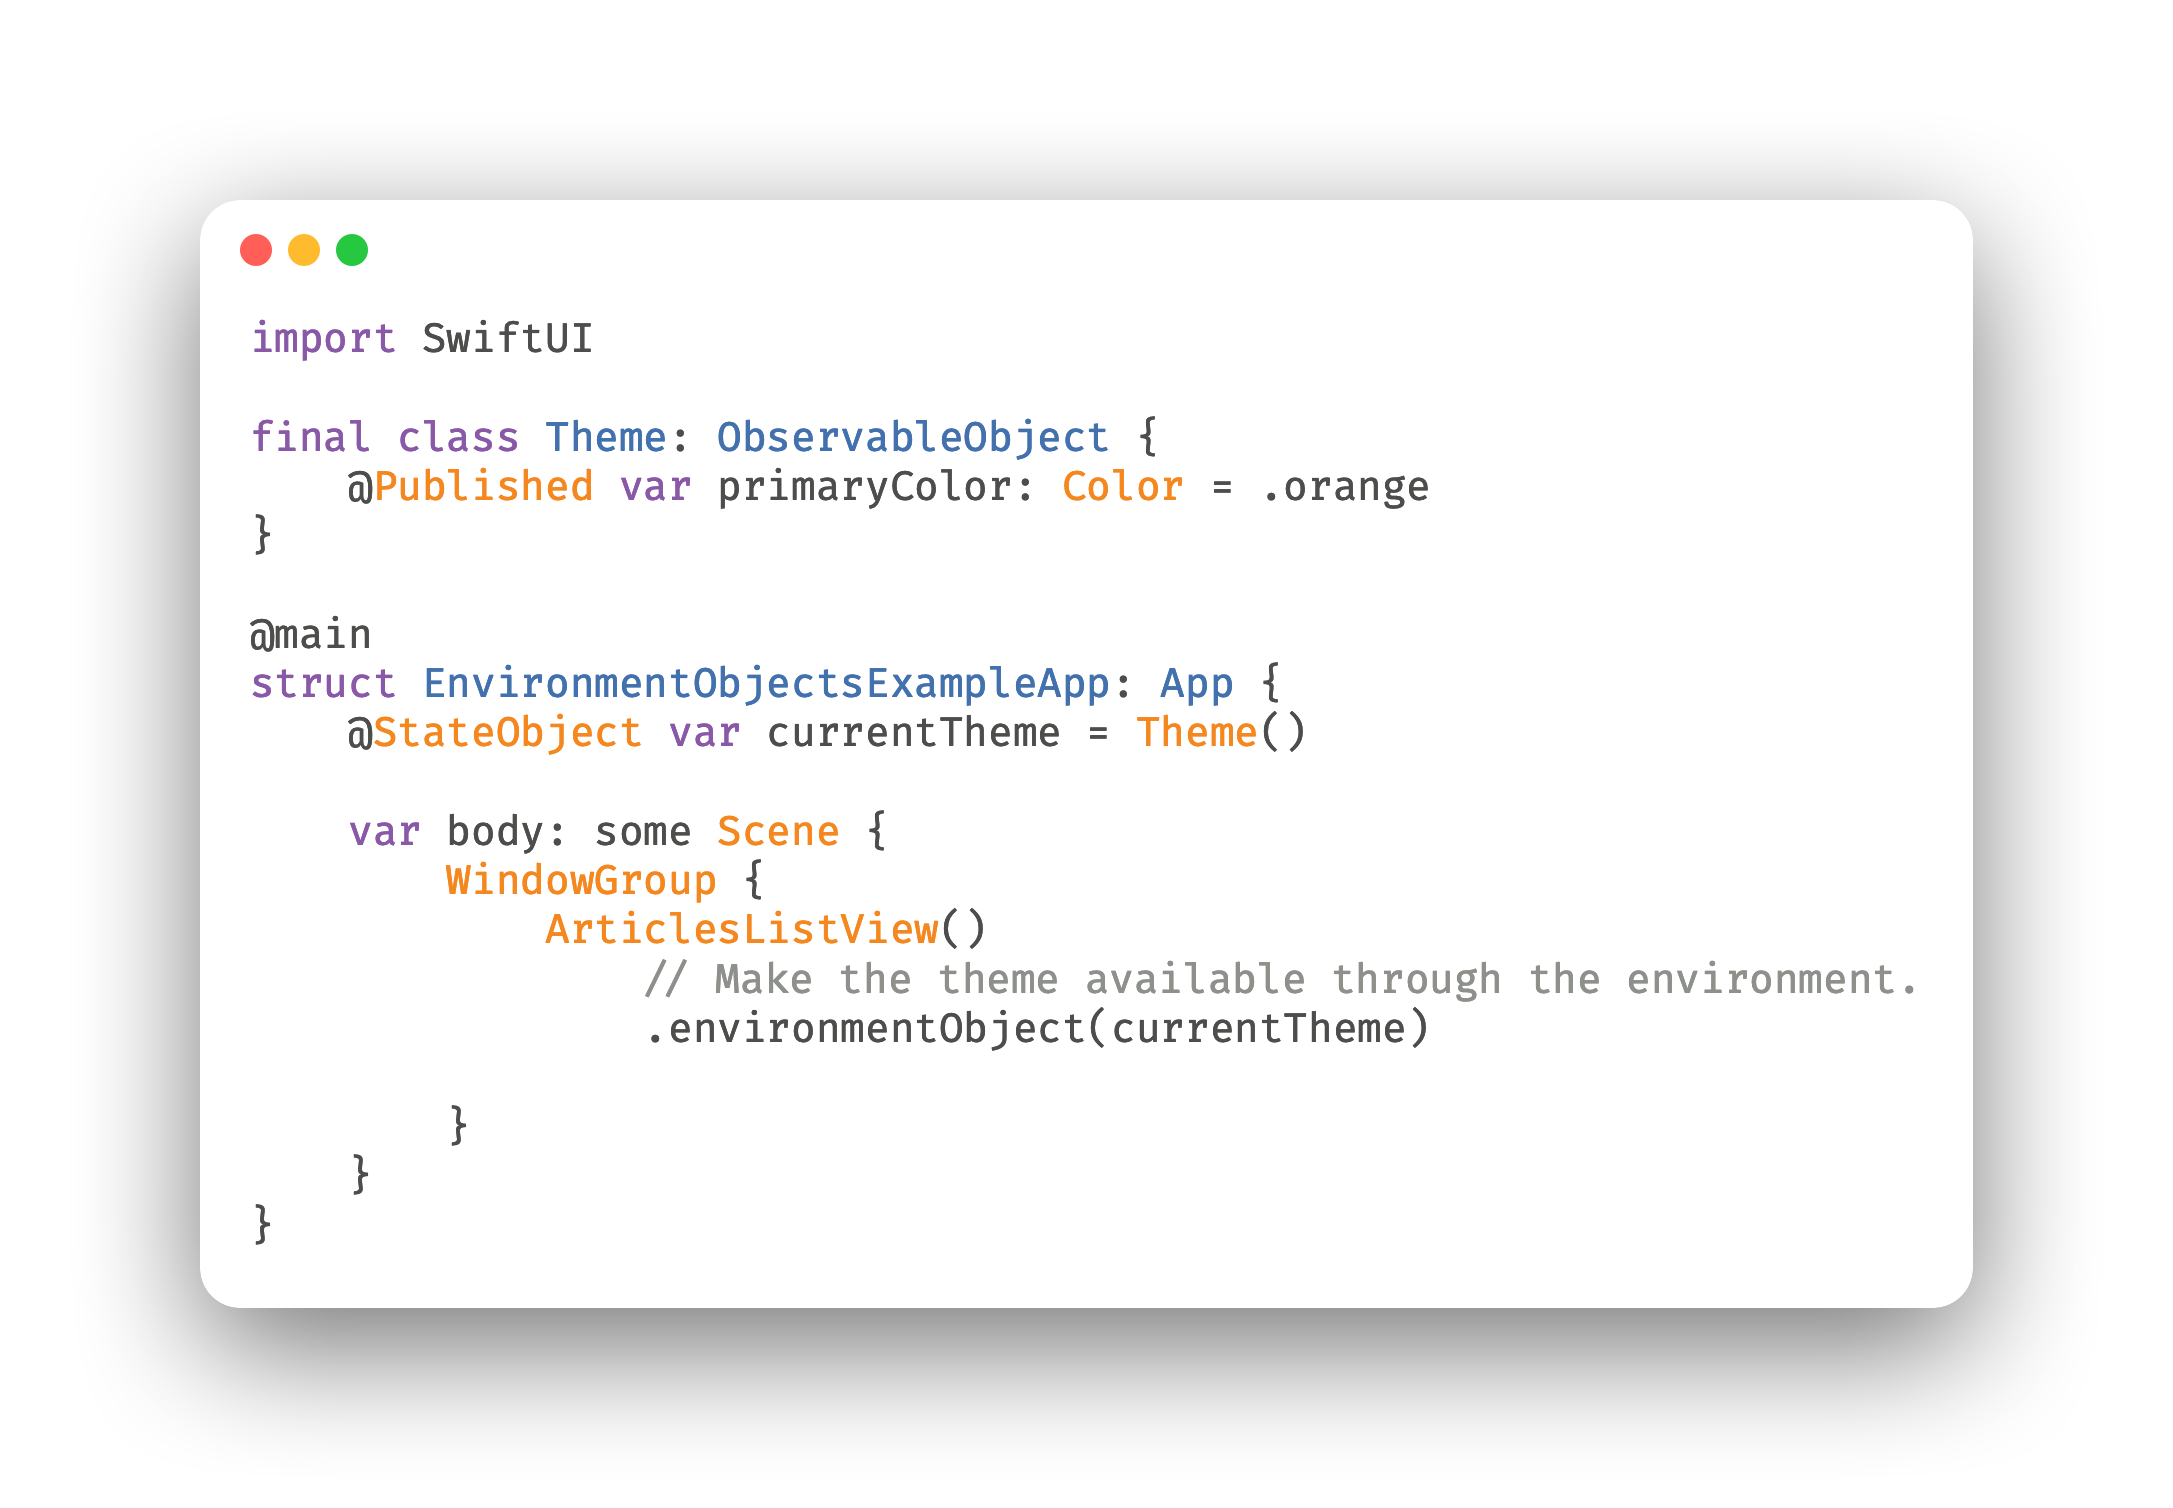 import SwiftUI

final class Theme: ObservableObject {
    @Published var primaryColor: Color = .orange
}

@main
struct EnvironmentObjectsExampleApp: App {
    @StateObject var currentTheme = Theme()

    var body: some Scene {
        WindowGroup {
            ArticlesListView()
                // Make the theme available through the environment.
                .environmentObject(currentTheme)

        }
    }
}